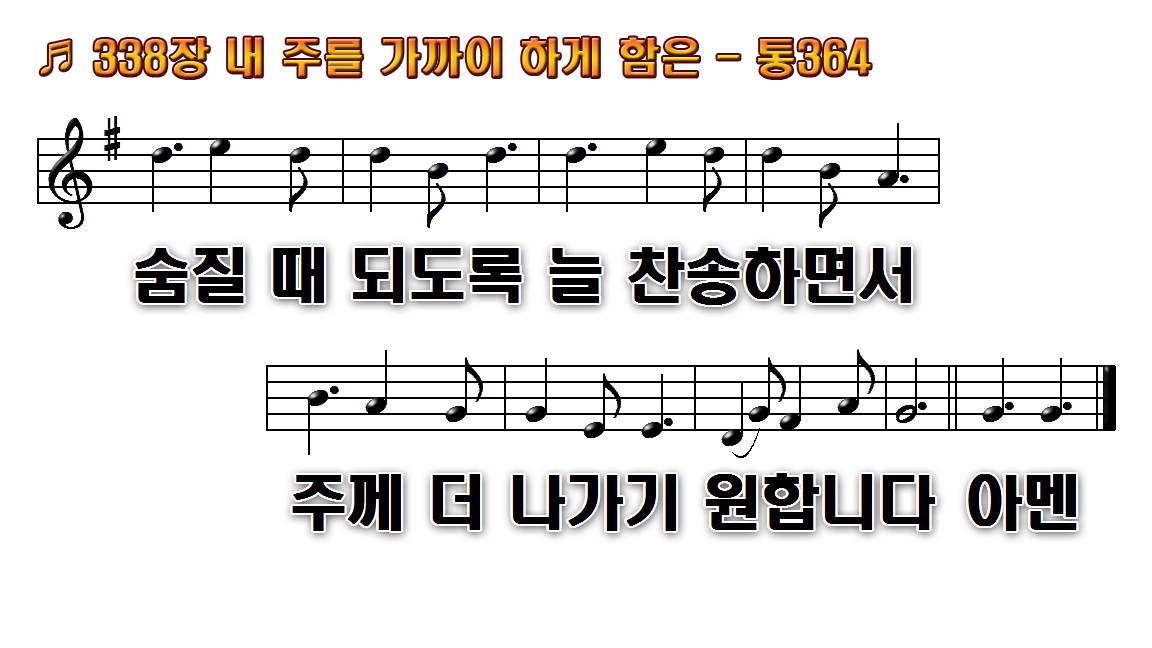 ♬ 338장 내 주를 가까이 하게 함은 - 통364
숨질 때 되도록 늘 찬송하면서
주께 더 나가기 원합니다 아멘